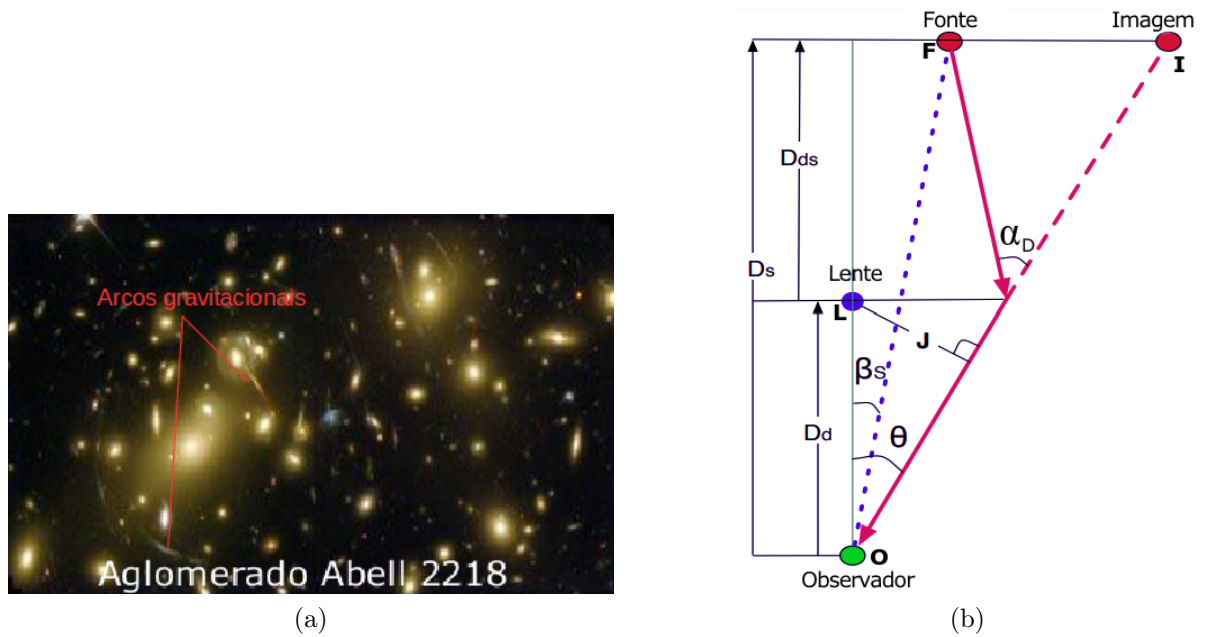 Arcos gravitacionais
Aglomerado Abell 2218
(a)
Fonte
Imagem
F
I
Dds
Ds
αD
Lente
L
J
βS
Dd
θ
O
Observador
(b)